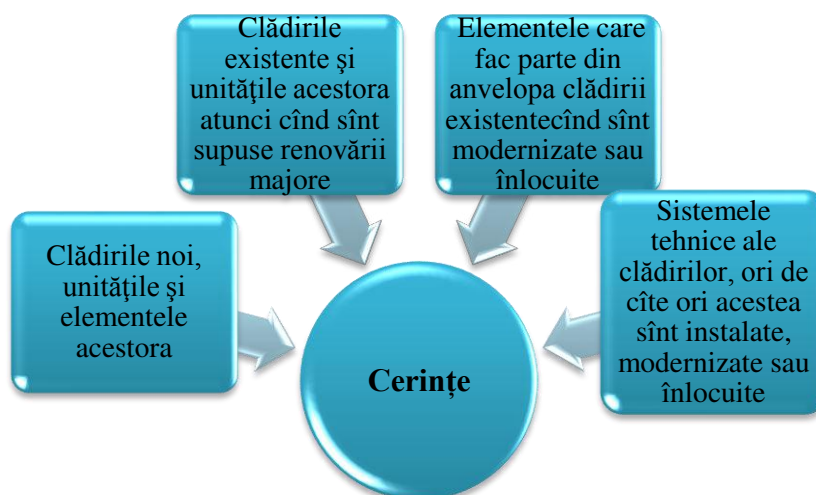 Clădirile
existente şi
unităţile acestora
atunci cînd sînt
supuse renovării
majore
Elementele care
fac parte din
anvelopa clădirii
existentecînd sînt
modernizate sau
înlocuite
Clădirile noi,
unităţile şi
elementele
acestora
Sistemele
tehnice ale
clădirilor, ori de
cîte ori acestea
sînt instalate,
modernizate sau
înlocuite
Cerințe